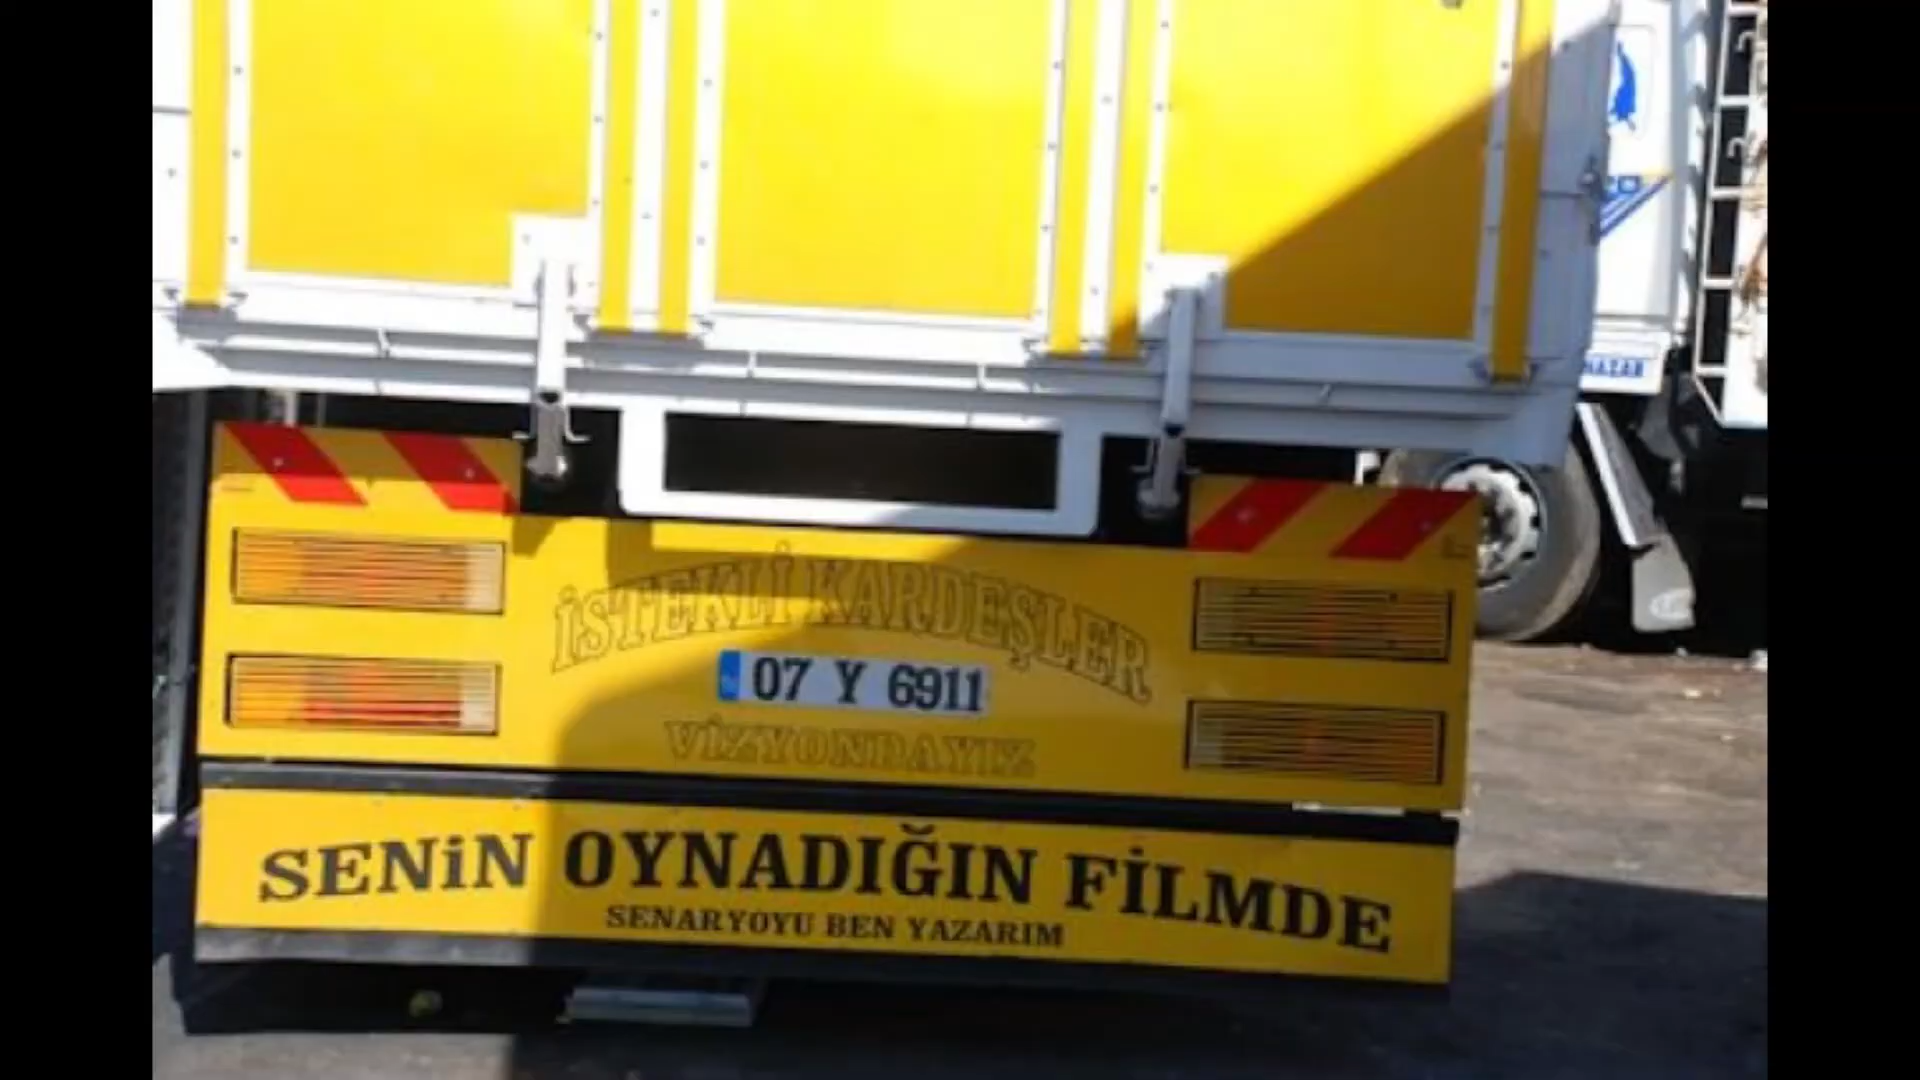 İSTEKLİ KARDEŞLER
07 Y 6911
VİZYONDAYIZ
SENiN OYNADIĞIN FİLMDE
SENARYOYU BEN YAZARIM